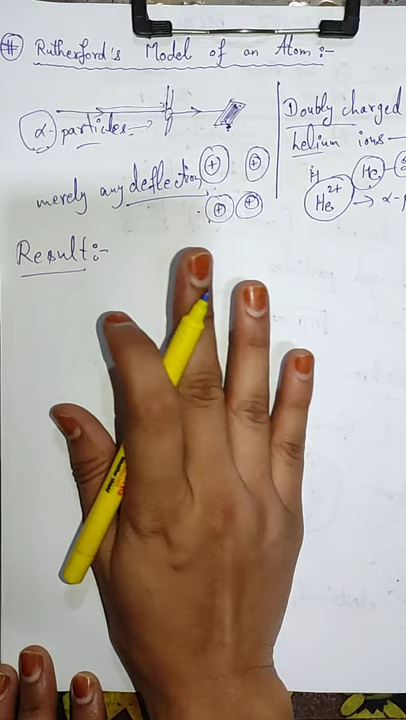 # Rutherford's Model of an Atom:-
α-particles
merely any deflection
Doubly charged
helium ions
He
He²⁺ → α-p
Result:-